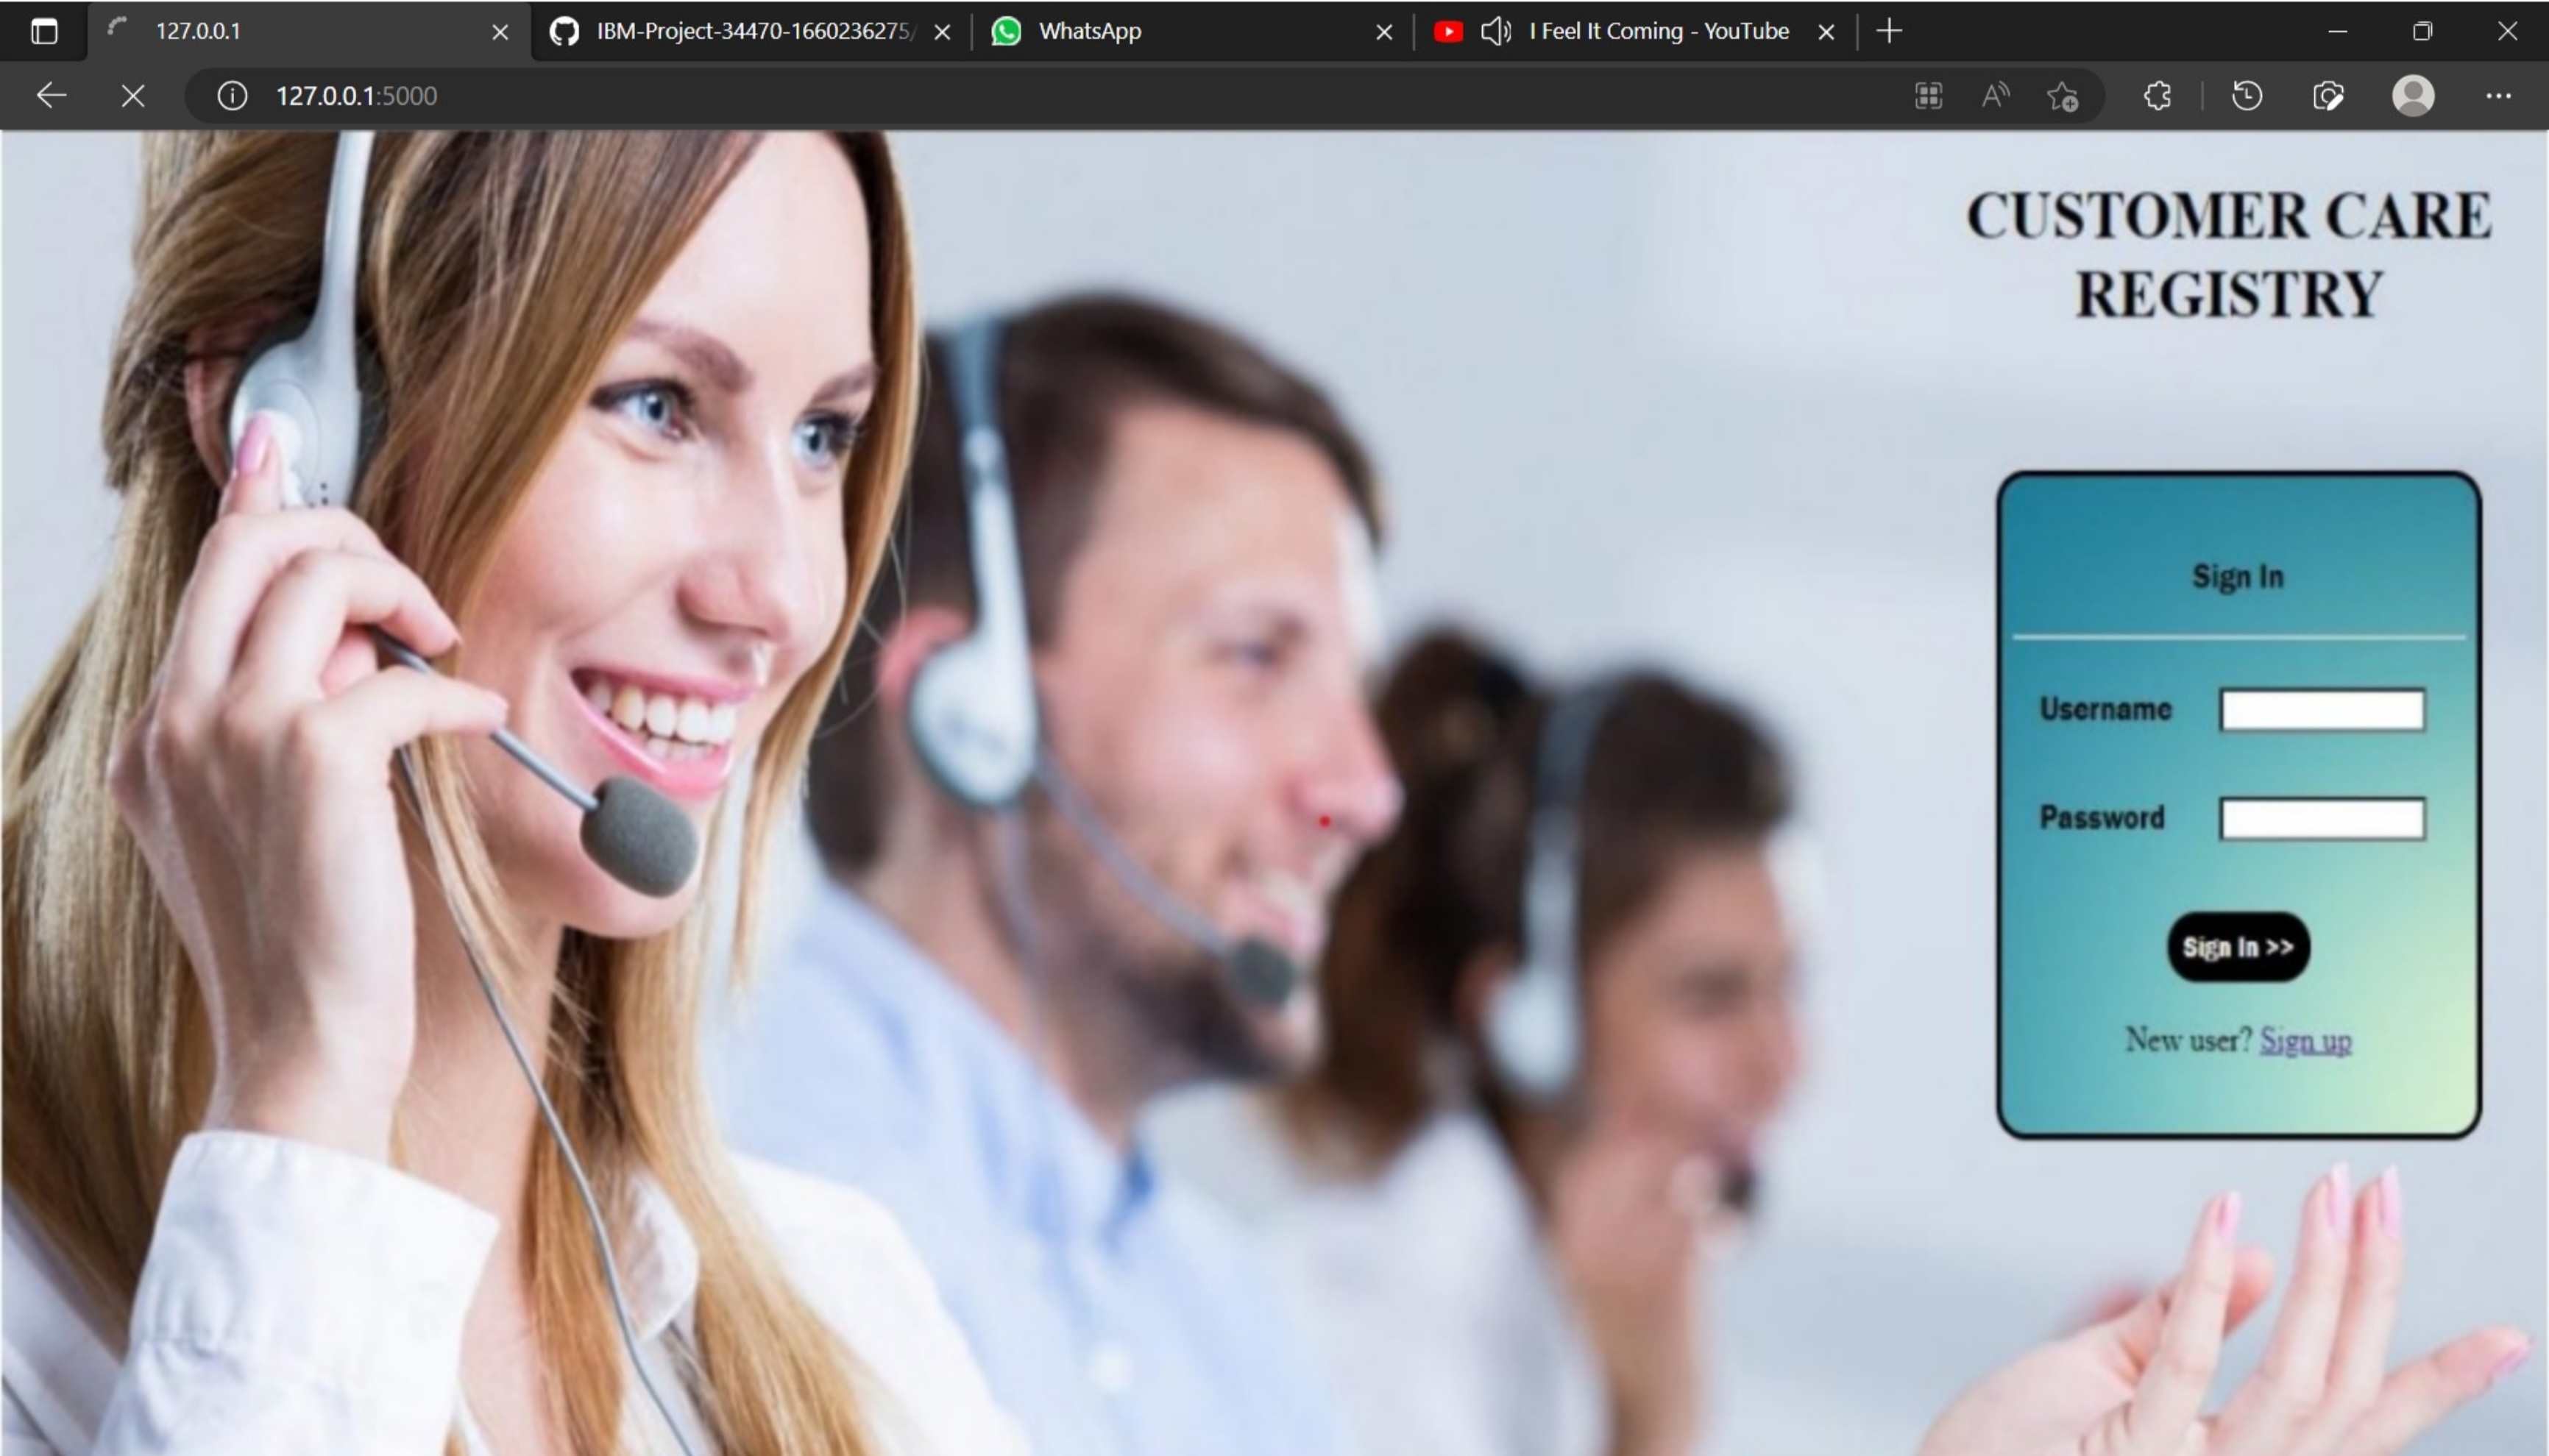 127.0.0.1
IBM-Project-34470-1660236275/
WhatsApp
I Feel It Coming - YouTube
127.0.0.1:5000
CUSTOMER CARE
REGISTRY
Sign In
Username
Password
Sign In >>
New user? Sign up